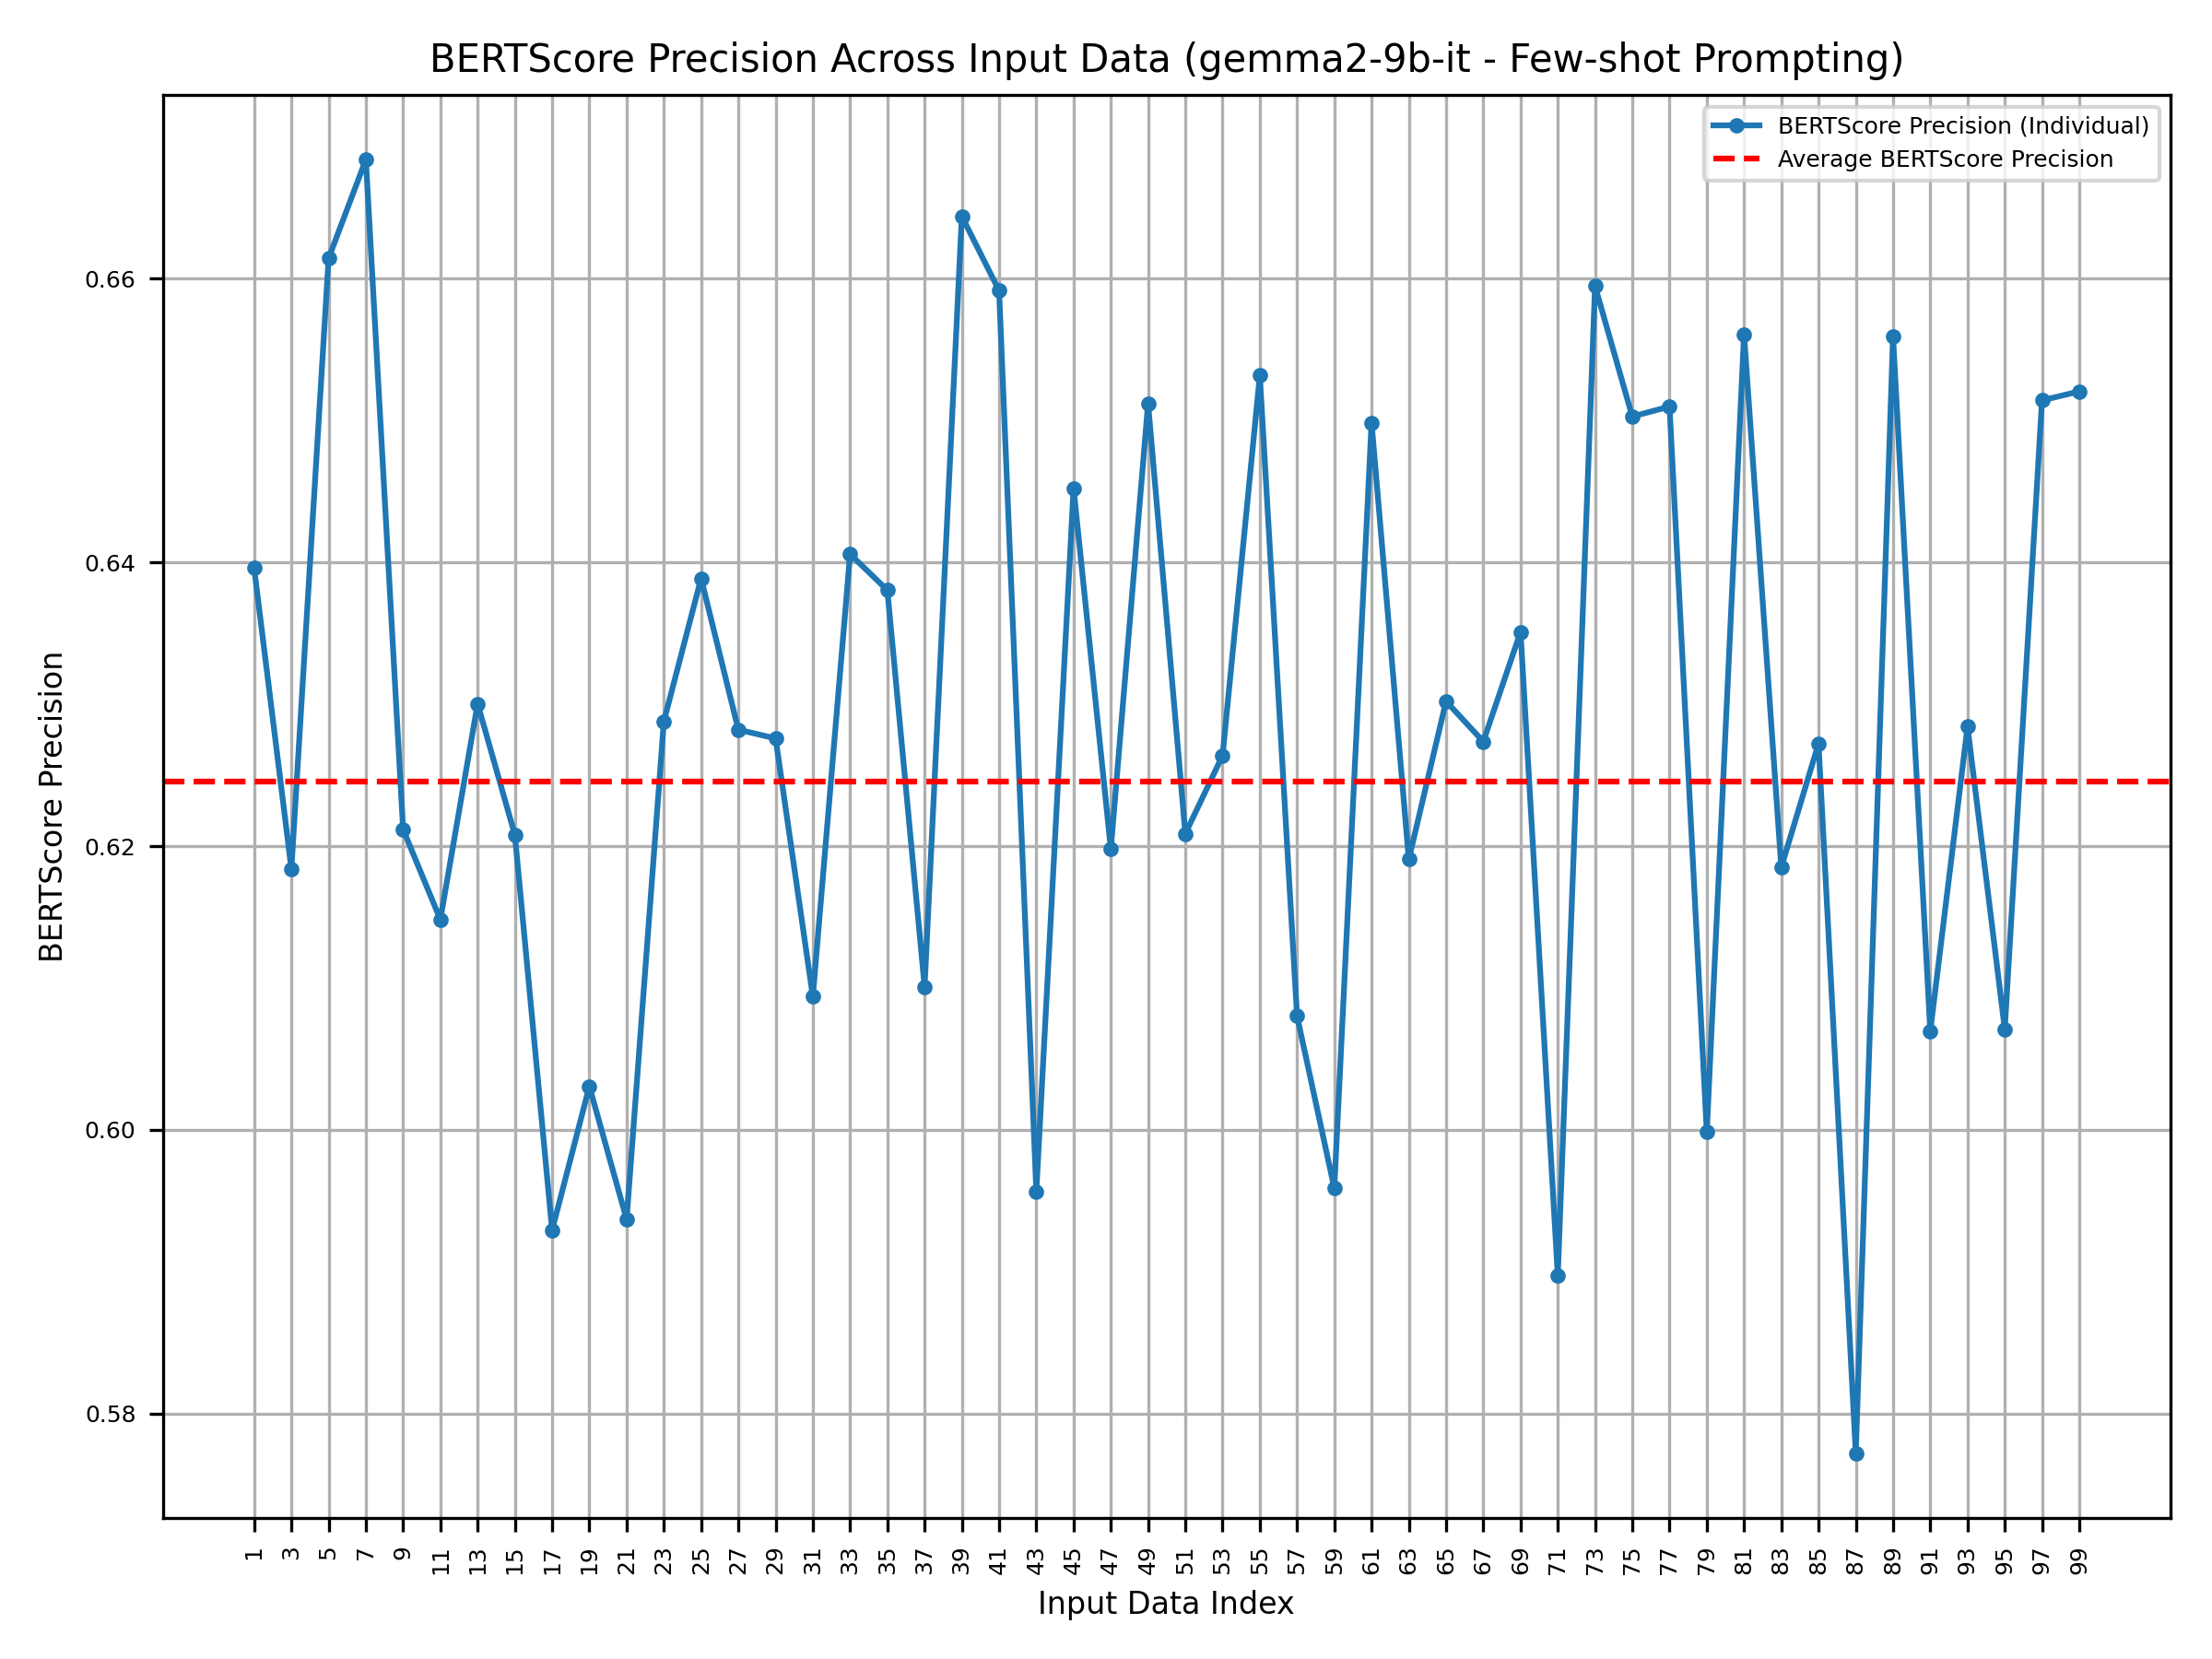 BERTScore Precision Across Input Data (gemma2-9b-it - Few-shot Prompting)
BERTScore Precision (Individual)
Average BERTScore Precision
BERTScore Precision
0.66
0.64
0.62
0.60
0.58
1 3 5 7 9 11 13 15 17 19 21 23 25 27 29 31 33 35 37 39 41 43 45 47 49 51 53 55 57 59 61 63 65 67 69 71 73 75 77 79 81 83 85 87 89 91 93 95 97 99
Input Data Index